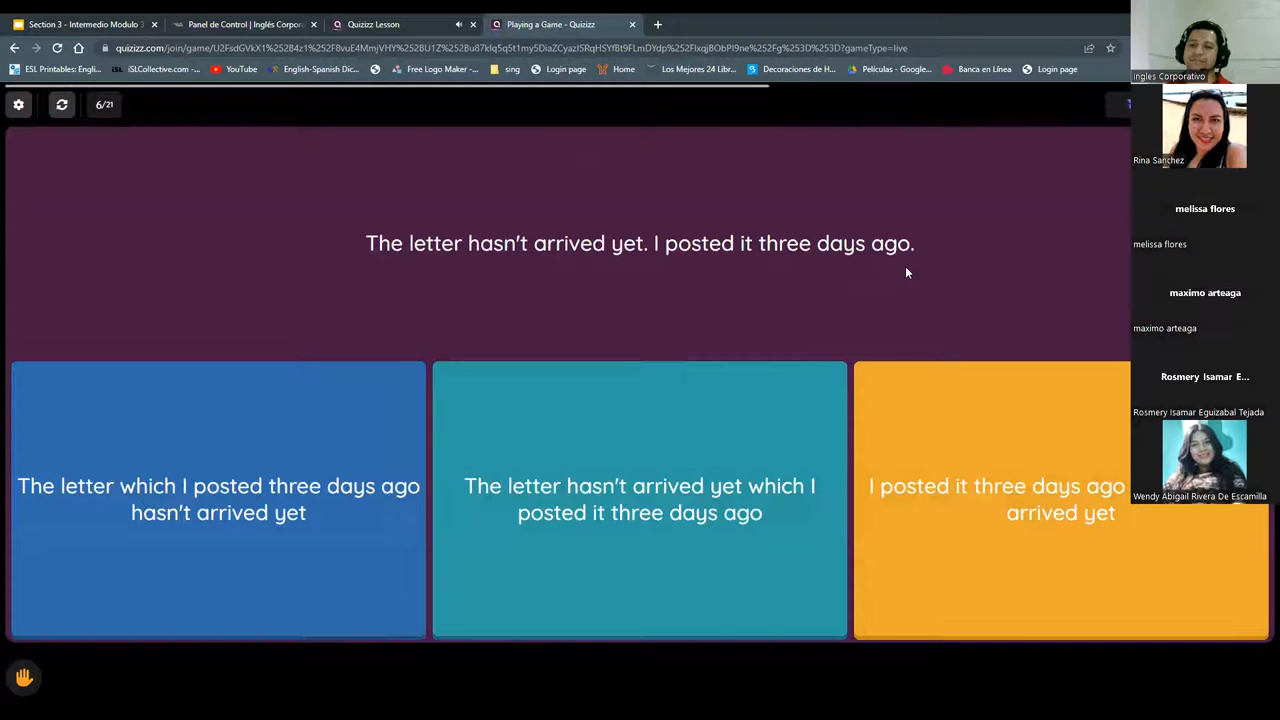 Section 3 - Intermedio Modulo 3
Panel de Control | Inglés Corpor
Quizizz Lesson
Playing a Game - Quizizz
ESL Printables: Engli...
iSLCollective.com -...
YouTube
English-Spanish Dic...
Free Logo Maker -...
sing
Login page
Home
Los Mejores 24 Libr...
Decoraciones de H...
Películas - Google...
Banca en Línea
Login page
6/21
The letter hasn't arrived yet. I posted it three days ago.
The letter which I posted three days ago
hasn't arrived yet
The letter hasn't arrived yet which I
posted it three days ago
I posted it three days ago
arrived yet
Ingles Corporativo
Rina Sanchez
melissa flores
melissa flores
maximo arteaga
maximo arteaga
Rosmery Isamar E...
Rosmery Isamar Eguizabal Tejada
Wendy Abigail Rivera De Escamilla